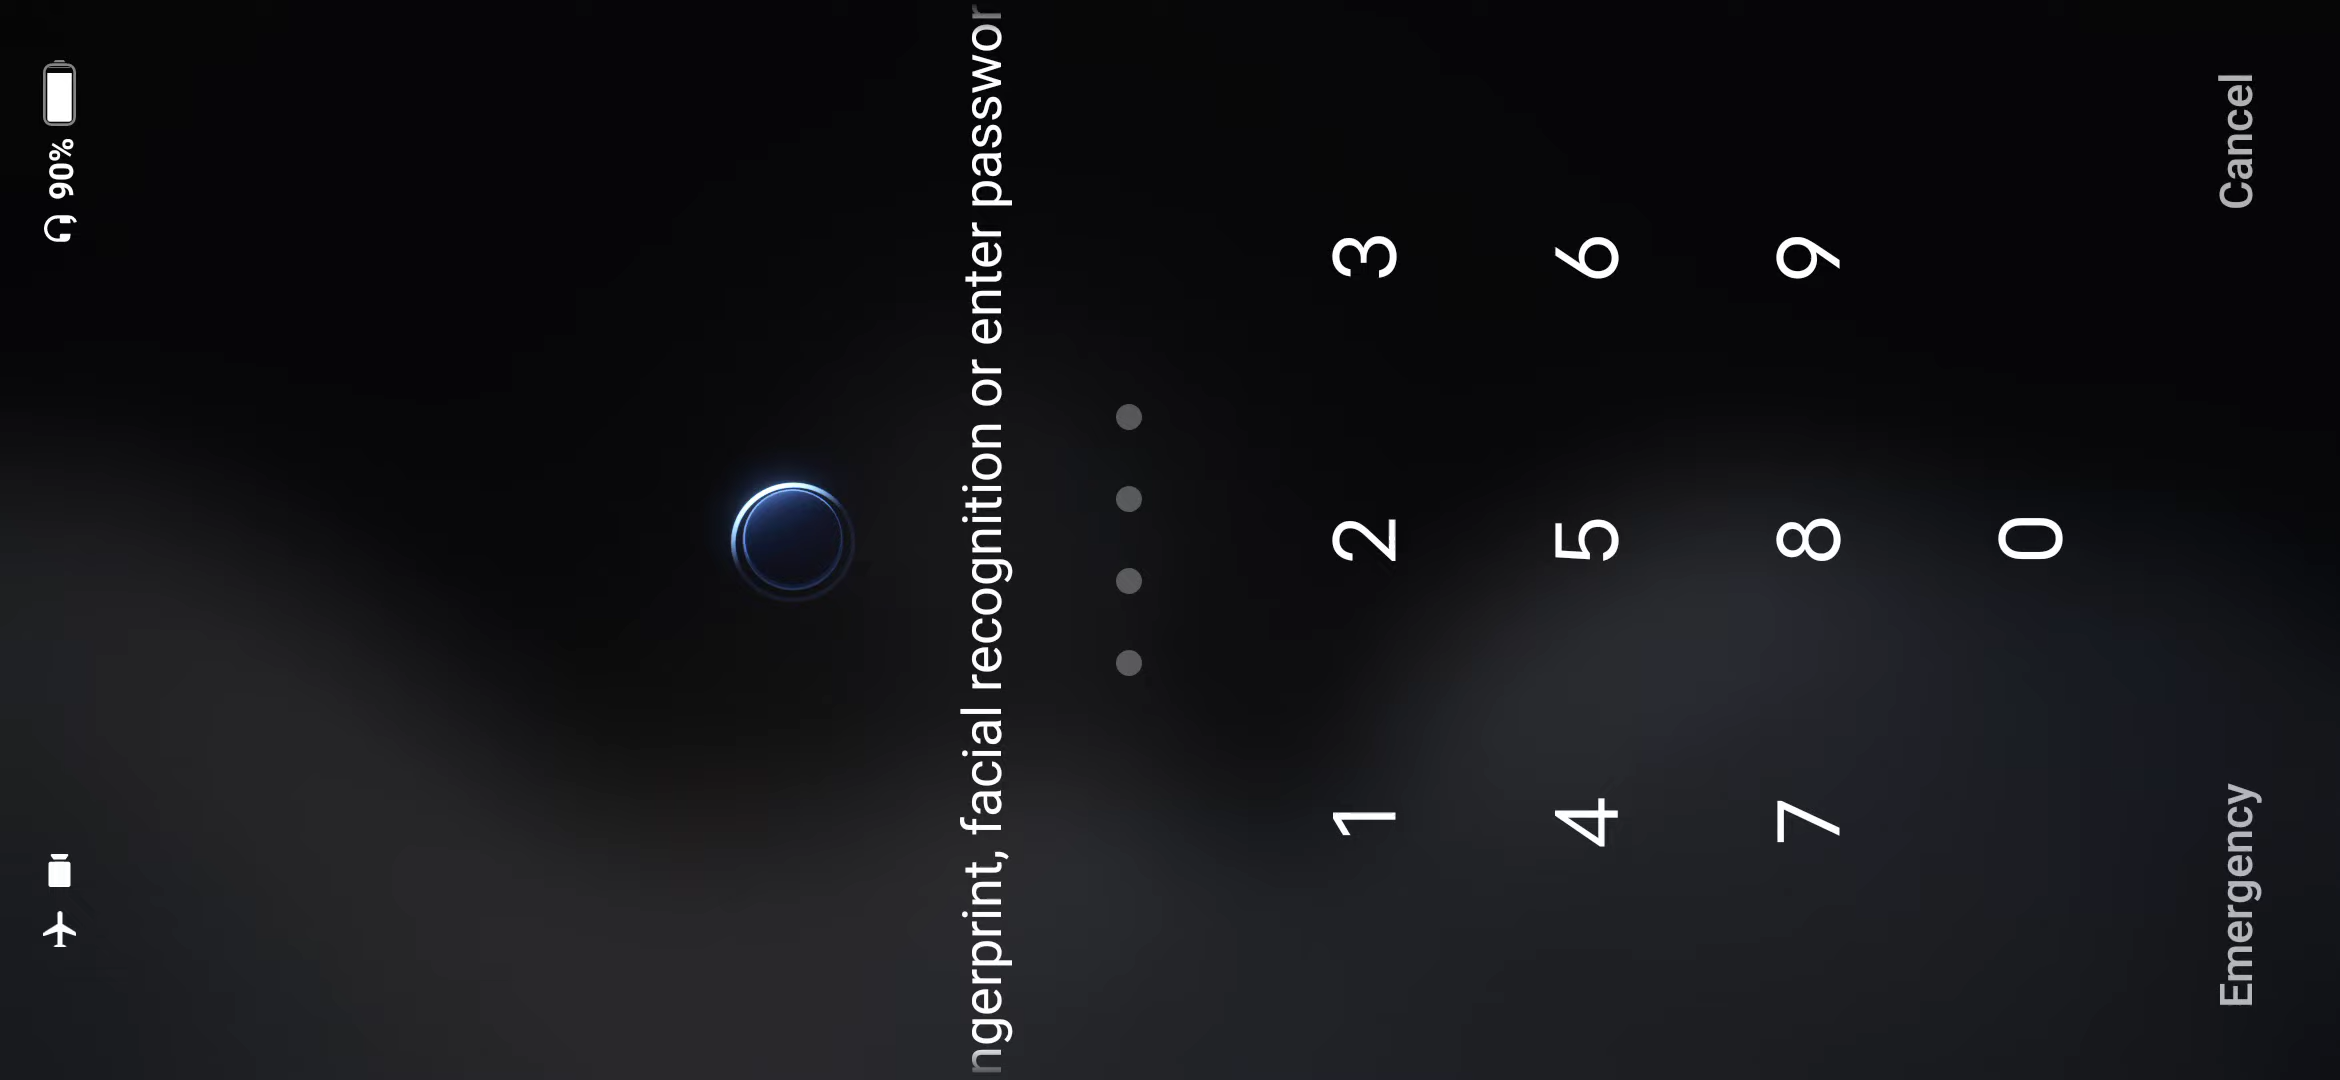 90%
ngerprint, facial recognition or enter passwor
1 2 3
4 5 6
7 8 9
0
Emergency Cancel